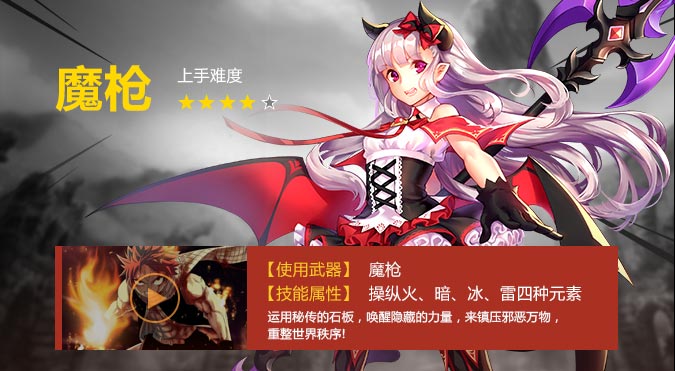 魔枪
上手难度
★★★★☆
【使用武器】 魔枪
【技能属性】 操纵火、暗、冰、雷四种元素
运用秘传的石板，唤醒隐藏的力量，来镇压邪恶万物，
重整世界秩序!